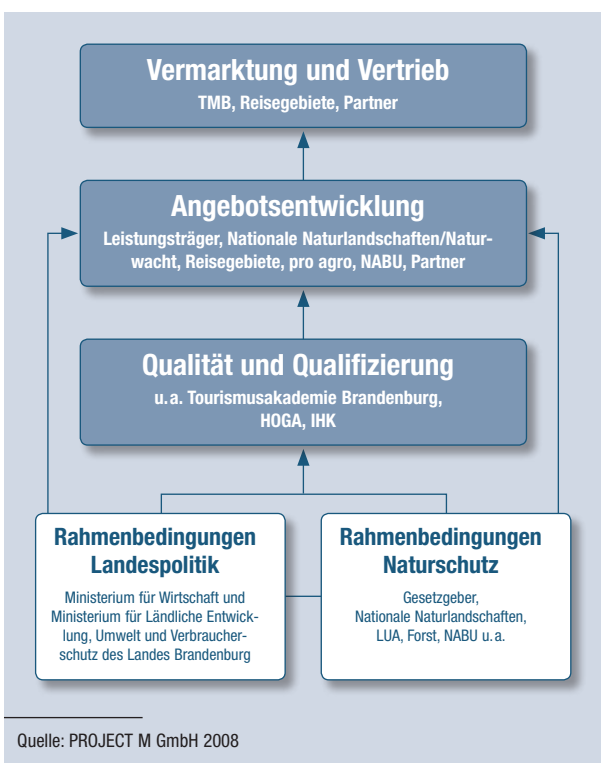 Vermarktung und Vertrieb
TMB, Reisegebiete, Partner
Angebotsentwicklung
Leistungsträger, Nationale Naturlandschaften/Natur-
wacht, Reisegebiete, pro agro, NABU, Partner
Qualität und Qualifizierung
u. a. Tourismusakademie Brandenburg,
HOGA, IHK
Rahmenbedingungen
Landespolitik
Ministerium für Wirtschaft und
Ministerium für Ländliche Entwick-
lung, Umwelt und Verbraucher-
schutz des Landes Brandenburg
Rahmenbedingungen
Naturschutz
Gesetzgeber,
Nationale Naturlandschaften,
LUA, Forst, NABU u. a.
Quelle: PROJECT M GmbH 2008